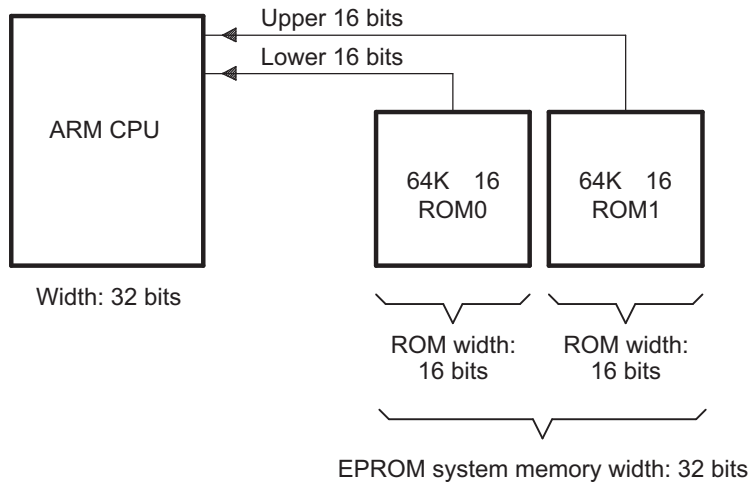 Upper 16 bits
Lower 16 bits
ARM CPU
64K 16
ROM0
64K 16
ROM1
Width: 32 bits
ROM width:
16 bits
ROM width:
16 bits
EPROM system memory width: 32 bits